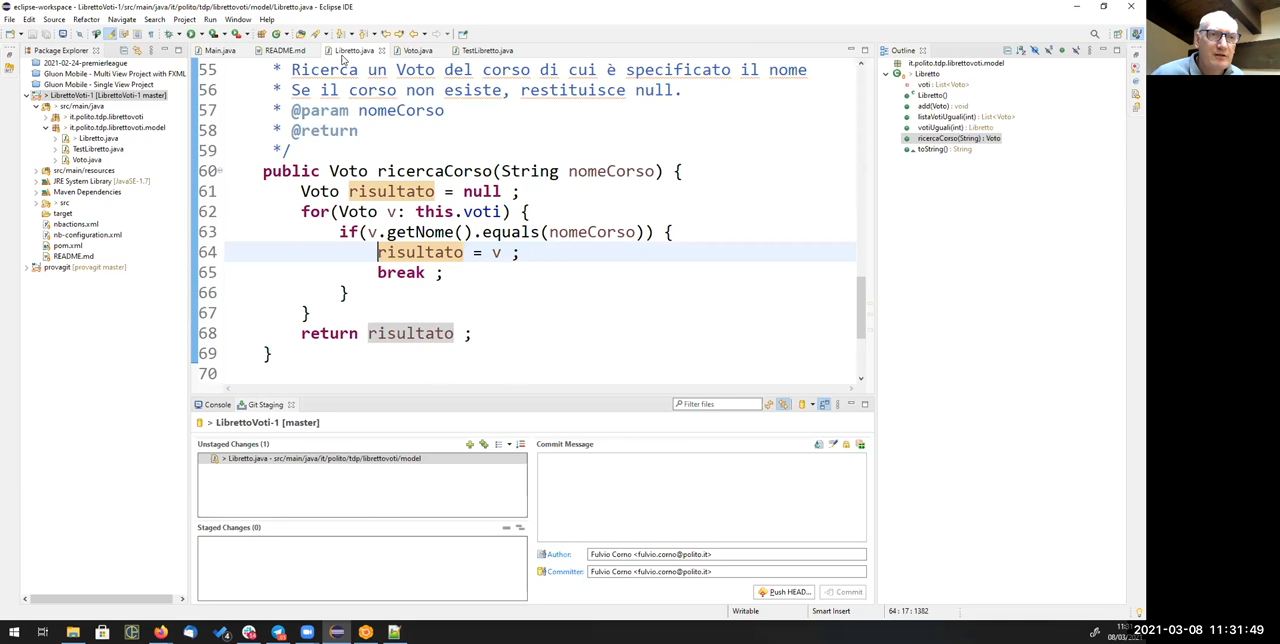 eclipse-workspace - LibrettoVoti-1/src/main/java/it/polito/tdp/librettovoti/model/Libretto.java - Eclipse IDE
File Edit Source Refactor Navigate Search Project Run Window Help
Package Explorer
Main.java README.md Libretto.java Voti.java TestLibretto.java
Outline
2021-02-24-premierleague
Gluon Mobile - Multi View Project with FXML
Gluon Mobile - Single View Project
> LibrettoVoti-1 [LibrettoVoti-1 master]
> src/main/java
> it.polito.tdp.librettovoti
> it.polito.tdp.librettovoti.model
> Libretto.java
TestLibretto.java
Voto.java
src/main/resources
JRE System Library [JavaSE-1.7]
Maven Dependencies
> src
target
nbactions.xml
nb-configuration.xml
pom.xml
README.md
provagit [provagit master]
55 * Ricerca un Voto del corso di cui è specificato il nome
56 * Se il corso non esiste, restituisce null.
57 * @param nomeCorso
58 * @return
59 */
60 public Voto ricercaCorso(String nomeCorso) {
61 Voto risultato = null ;
62 for(Voto v: this.voti) {
63 if(v.getNome().equals(nomeCorso)) {
64 risultato = v ;
65 break ;
66 }
67 }
68 return risultato ;
69 }
70
it.polito.tdp.librettovoti.model
Libretto
voti : List<Voto>
Libretto()
add(Voto) : void
listaVotiUguali(int) : List<Voto>
votiUguali(int) : Libretto
ricercaCorso(String) : Voto
toString() : String
Console Git Staging
Filter files
> LibrettoVoti-1 [master]
Unstaged Changes (1)
> Libretto.java - src/main/java/it/polito/tdp/librettovoti/model
Staged Changes (0)
Commit Message
Author: Fulvio Corno <fulvio.corno@polito.it>
Committer: Fulvio Corno <fulvio.corno@polito.it>
Push HEAD... Commit
Writable Smart Insert 64 : 17 : 1382
08/03/2021
2021-03-08 11:31:49